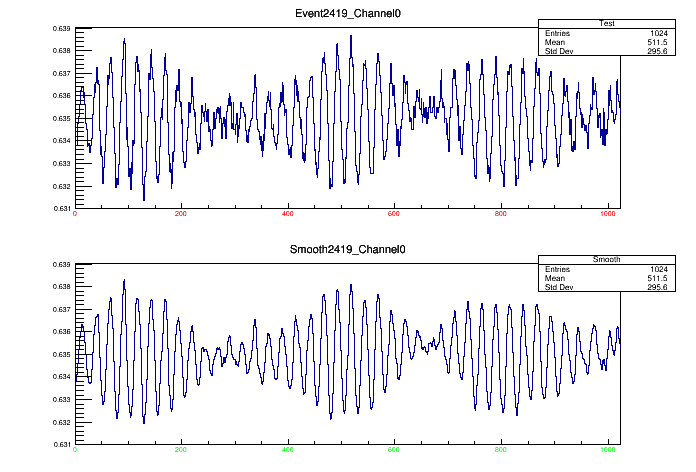 Event2419_Channel0
Test
Entries 1024
Mean 511.5
Std Dev 295.6
0.639
0.638
0.637
0.636
0.635
0.634
0.633
0.632
0.631
0 200 400 600 800 1000
Smooth2419_Channel0
Smooth
Entries 1024
Mean 511.5
Std Dev 295.6
0.639
0.638
0.637
0.636
0.635
0.634
0.633
0.632
0.631
0 200 400 600 800 1000